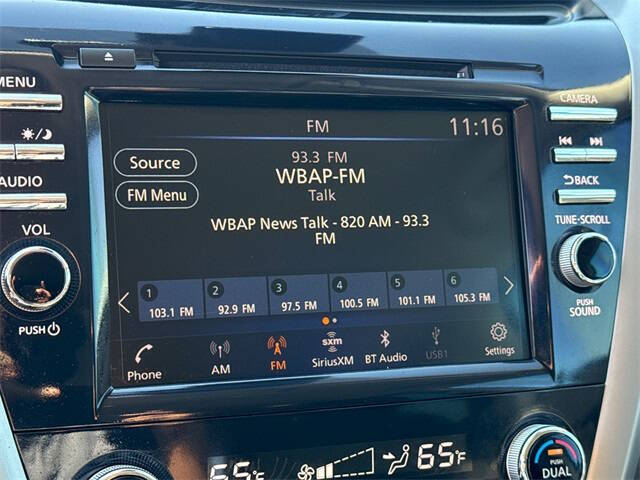 MENU
AUDIO
VOL
PUSH
FM
11:16
Source
FM Menu
93.3 FM
WBAP-FM
Talk
WBAP News Talk - 820 AM - 93.3
FM
1 2 3 4 5 6
103.1 FM 92.9 FM 97.5 FM 100.5 FM 101.1 FM 105.3 FM
Phone
AM
FM
sxm
SiriusXM
BT Audio
USB1
Settings
CAMERA
BACK
TUNE-SCROLL
PUSH
SOUND
65°F
65°F
PUSH
DUAL